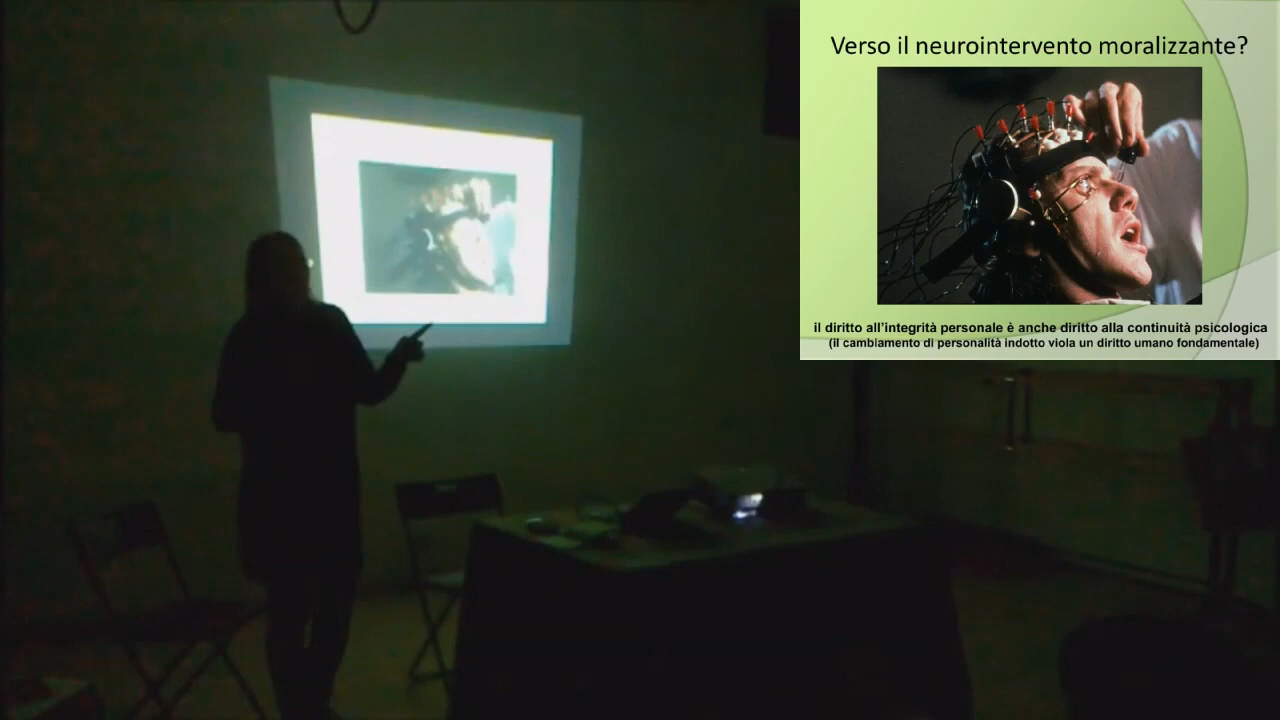 Verso il neurointervento moralizzante?
il diritto all'integrità personale è anche diritto alla continuità psicologica
(il cambiamento di personalità indotto viola un diritto umano fondamentale)